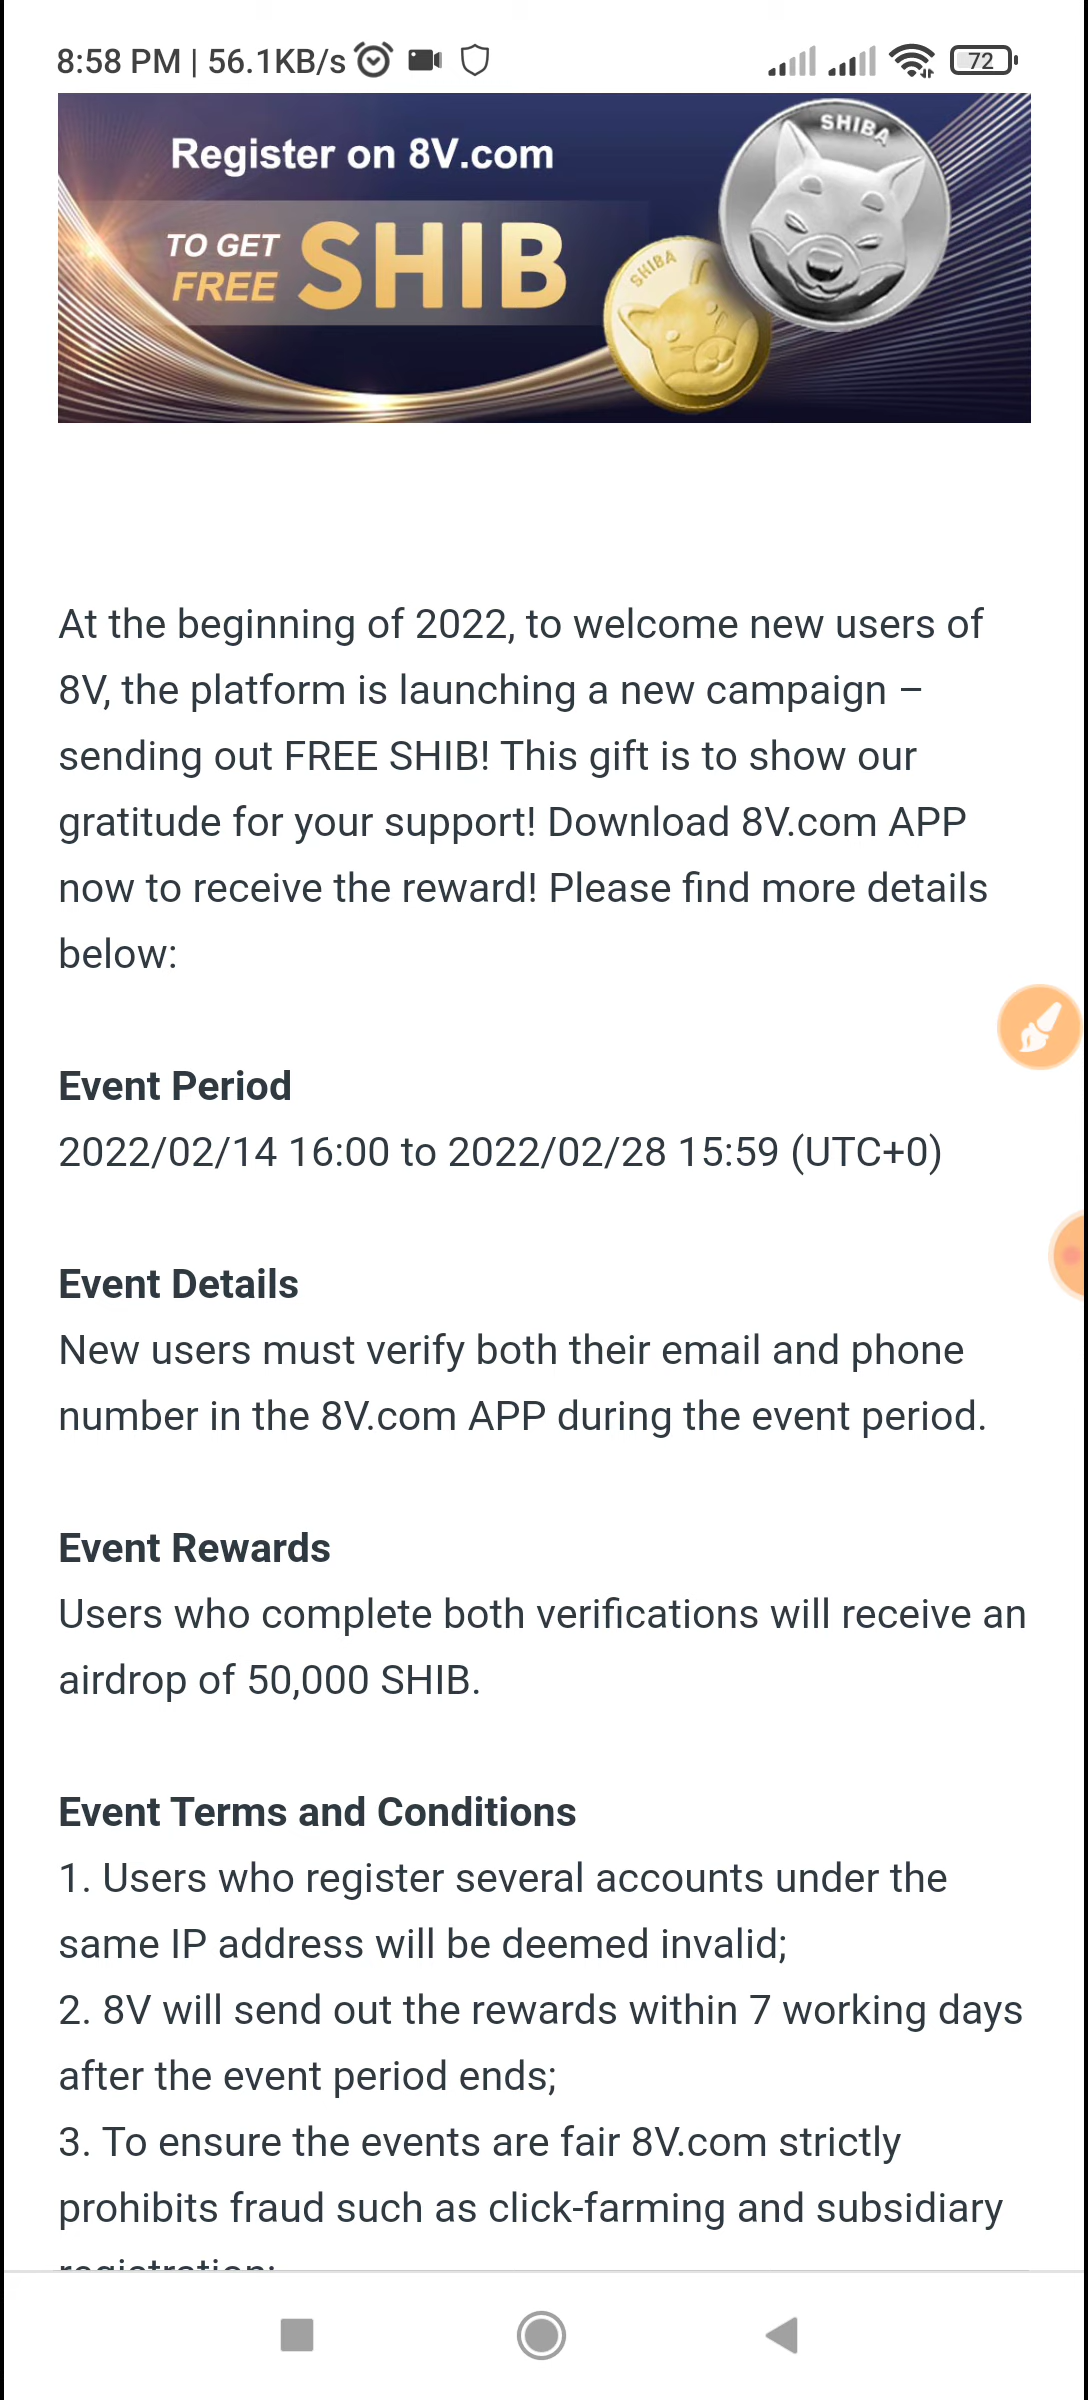 8:58 PM | 56.1KB/s
72
Register on 8V.com
TO GET
FREE
SHIB
SHIBA
SHIBA
At the beginning of 2022, to welcome new users of
8V, the platform is launching a new campaign –
sending out FREE SHIB! This gift is to show our
gratitude for your support! Download 8V.com APP
now to receive the reward! Please find more details
below:
Event Period
2022/02/14 16:00 to 2022/02/28 15:59 (UTC+0)
Event Details
New users must verify both their email and phone
number in the 8V.com APP during the event period.
Event Rewards
Users who complete both verifications will receive an
airdrop of 50,000 SHIB.
Event Terms and Conditions
1. Users who register several accounts under the
same IP address will be deemed invalid;
2. 8V will send out the rewards within 7 working days
after the event period ends;
3. To ensure the events are fair 8V.com strictly
prohibits fraud such as click-farming and subsidiary
registration;